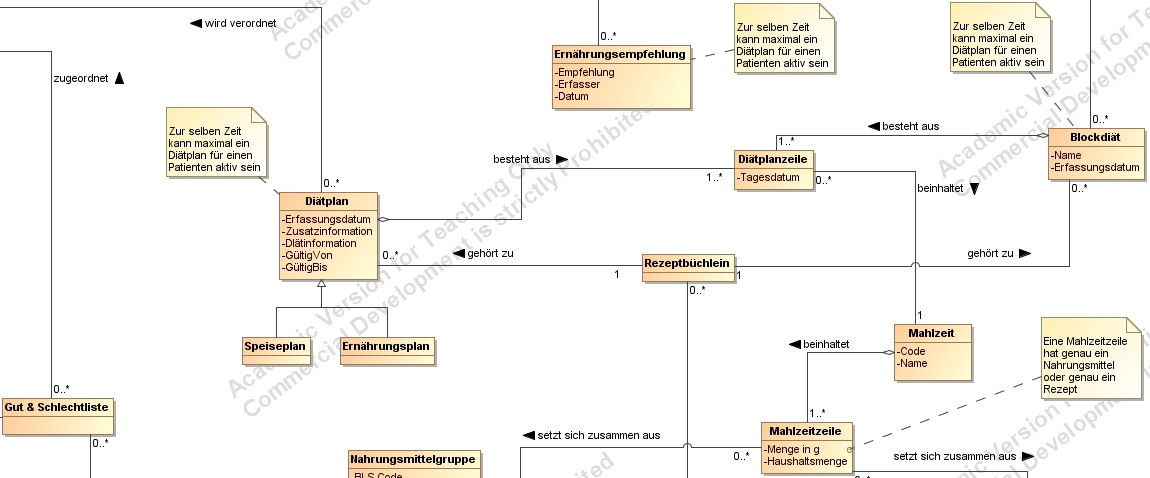 wird verordnet
zugeordnet
0..*
Ernährungsempfehlung
-Empfehlung
-Erfasser
-Datum
Zur selben Zeit
kann maximal ein
Diätplan für einen
Patienten aktiv sein
Zur selben Zeit
kann maximal ein
Diätplan für einen
Patienten aktiv sein
0..*
Blockdiät
-Name
-Erfassungsdatum
0..*
besteht aus
1..*
Zur selben Zeit
kann maximal ein
Diätplan für einen
Patienten aktiv sein
besteht aus
1..*
Diätplanzeile
-Tagesdatum
0..*
beinhaltet
0..*
Diätplan
-Erfassungsdatum
-Zusatzinformation
-Diätinformation
-GültigVon
-GültigBis
0..*
gehört zu
1
Rezeptbüchlein
1
0..*
gehört zu
Speiseplan
Ernährungsplan
1
Mahlzeit
-Code
-Name
beinhaltet
1..*
Eine Mahlzeitzeile
hat genau ein
Nahrungsmittel
oder genau ein
Rezept
0..*
Gut & Schlechtliste
0..*
Mahlzeitzeile
-Menge in g
-Haushaltsmenge
setzt sich zusammen aus
0..*
setzt sich zusammen aus
0..*
Nahrungsmittelgruppe
-BLS Code
Academic Version for Teaching Only
Commercial Development is strictly Prohibited